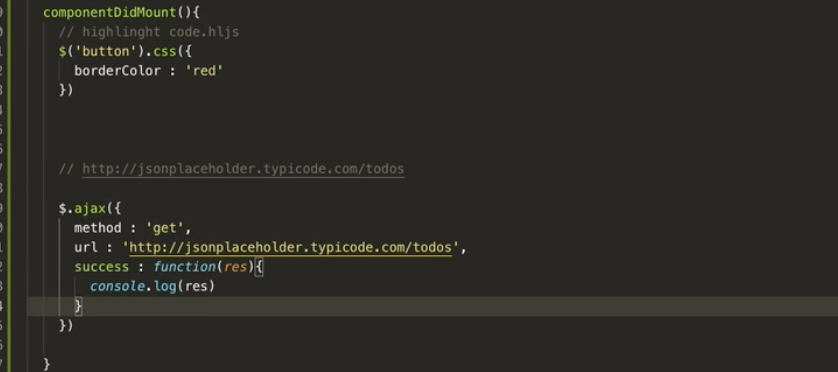 componentDidMount(){
// highlinght code.hljs
$('button').css({
borderColor : 'red'
})
// http://jsonplaceholder.typicode.com/todos
$.ajax({
method : 'get',
url : 'http://jsonplaceholder.typicode.com/todos',
success : function(res){
console.log(res)
}
})
}